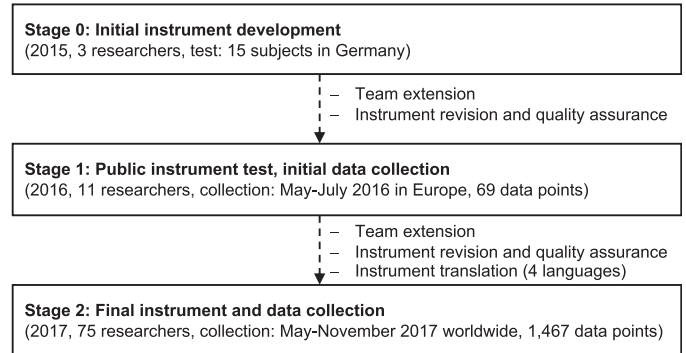 Stage 0: Initial instrument development
(2015, 3 researchers, test: 15 subjects in Germany)
– Team extension
– Instrument revision and quality assurance
Stage 1: Public instrument test, initial data collection
(2016, 11 researchers, collection: May-July 2016 in Europe, 69 data points)
– Team extension
– Instrument revision and quality assurance
– Instrument translation (4 languages)
Stage 2: Final instrument and data collection
(2017, 75 researchers, collection: May-November 2017 worldwide, 1,467 data points)